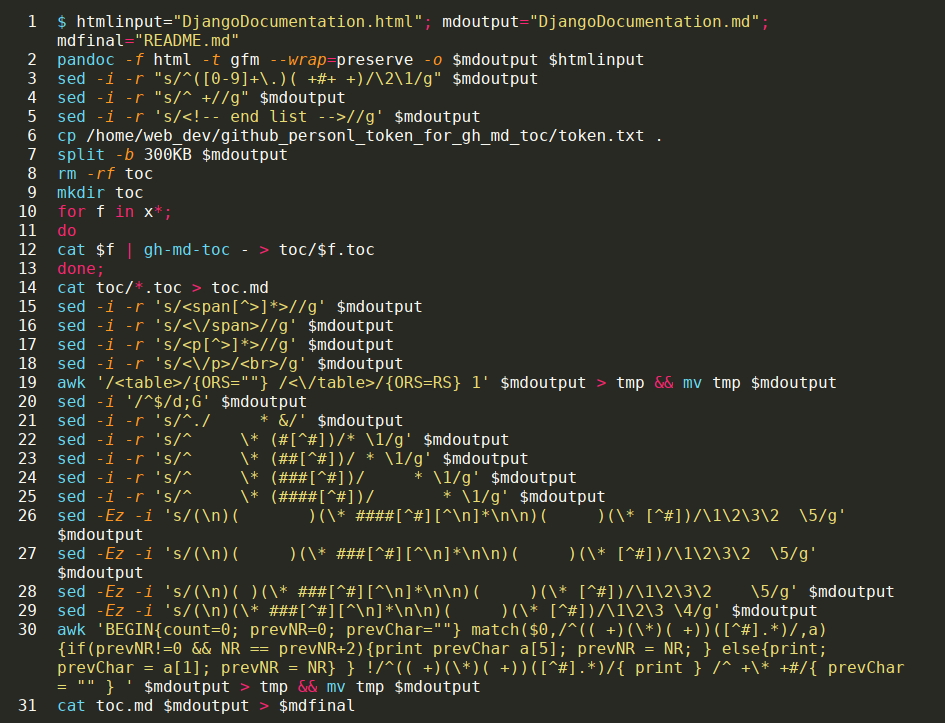 1 $ htmlinput="DjangoDocumentation.html"; mdoutput="DjangoDocumentation.md";
mdfinal="README.md"
2 pandoc -f html -t gfm --wrap=preserve -o $mdoutput $htmlinput
3 sed -i -r "s/^([0-9]+\.)( +#+ +)/\2\1/g" $mdoutput
4 sed -i -r "s/^ +//g" $mdoutput
5 sed -i -r 's/<!-- end list -->//g' $mdoutput
6 cp /home/web_dev/github_personl_token_for_gh_md_toc/token.txt .
7 split -b 300KB $mdoutput
8 rm -rf toc
9 mkdir toc
10 for f in x*;
11 do
12 cat $f | gh-md-toc - > toc/$f.toc
13 done;
14 cat toc/*.toc > toc.md
15 sed -i -r 's/<span[^>]*>//g' $mdoutput
16 sed -i -r 's/<\/span>//g' $mdoutput
17 sed -i -r 's/<p[^>]*>//g' $mdoutput
18 sed -i -r 's/<\/p>/<br>/g' $mdoutput
19 awk '/<table>/{ORS=""} /<\/table>/{ORS=RS} 1' $mdoutput > tmp && mv tmp $mdoutput
20 sed -i '/^$/d;G' $mdoutput
21 sed -i -r 's/^./     * &/' $mdoutput
22 sed -i -r 's/^     \* (#[^#])/* \1/g' $mdoutput
23 sed -i -r 's/^     \* (##[^#])/ * \1/g' $mdoutput
24 sed -i -r 's/^     \* (###[^#])/     * \1/g' $mdoutput
25 sed -i -r 's/^     \* (####[^#])/       * \1/g' $mdoutput
26 sed -Ez -i 's/(\n)(       )(\* ####[^#][^\n]*\n\n)(     )(\* [^#])/\1\2\3\2  \5/g'
$mdoutput
27 sed -Ez -i 's/(\n)(     )(\* ###[^#][^\n]*\n\n)(     )(\* [^#])/\1\2\3\2  \5/g'
$mdoutput
28 sed -Ez -i 's/(\n)( )(\* ###[^#][^\n]*\n\n)(     )(\* [^#])/\1\2\3\2    \5/g' $mdoutput
29 sed -Ez -i 's/(\n)(\* ###[^#][^\n]*\n\n)(     )(\* [^#])/\1\2\3 \4/g' $mdoutput
30 awk 'BEGIN{count=0; prevNR=0; prevChar=""} match($0,/^(( +)(\*)( +))([^#].*)/,a)
{if(prevNR!=0 && NR == prevNR+2){print prevChar a[5]; prevNR = NR; } else{print;
prevChar = a[1]; prevNR = NR} } !/^(( +)(\*)( +))([^#].*)/{ print } /^ +\* +#/{ prevChar
= "" } ' $mdoutput > tmp && mv tmp $mdoutput
31 cat toc.md $mdoutput > $mdfinal